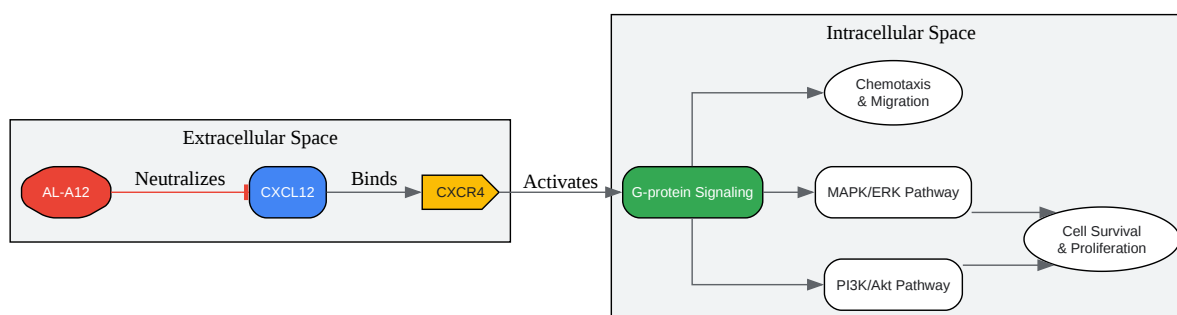 Intracellular Space
Chemotaxis
& Migration
Extracellular Space
AL-A12
Neutralizes
CXCL12
Binds
CXCR4
Activates
G-protein Signaling
MAPK/ERK Pathway
Cell Survival
& Proliferation
PI3K/Akt Pathway